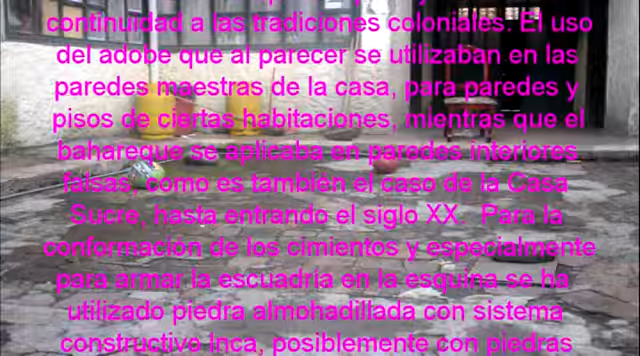 continuidad a las tradiciones coloniales. El uso
del adobe que al parecer se utilizaban en las
paredes maestras de la casa, para paredes y
pisos de ciertas habitaciones, mientras que el
bahareque se aplicaba en paredes interiores
falsas, como es también el caso de la Casa
Sucre, hasta entrando el siglo XX. Para la
conformación de los cimientos y especialmente
para armar la escuadría en la esquina se ha
utilizado piedra almohadillada con sistema
constructivo Inca, posiblemente con piedras